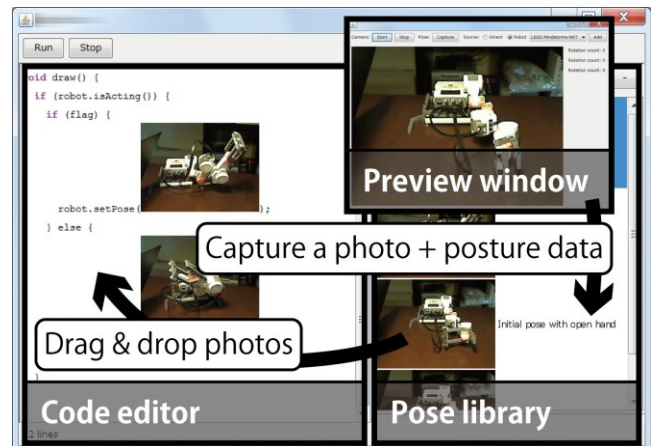 Run Stop
void draw() {
if (robot.isActing()) {
if (flag) {
robot.setPose( );
} else {
}
2 lines
Camera: Start Stop Pose: Capture Source: Kinect Robot LEGO Mindstorms NXT Add
Rotation count: 0
Rotation count: 0
Rotation count: 0
Preview window
Capture a photo + posture data
Initial pose with open hand
Drag & drop photos
Code editor
Pose library